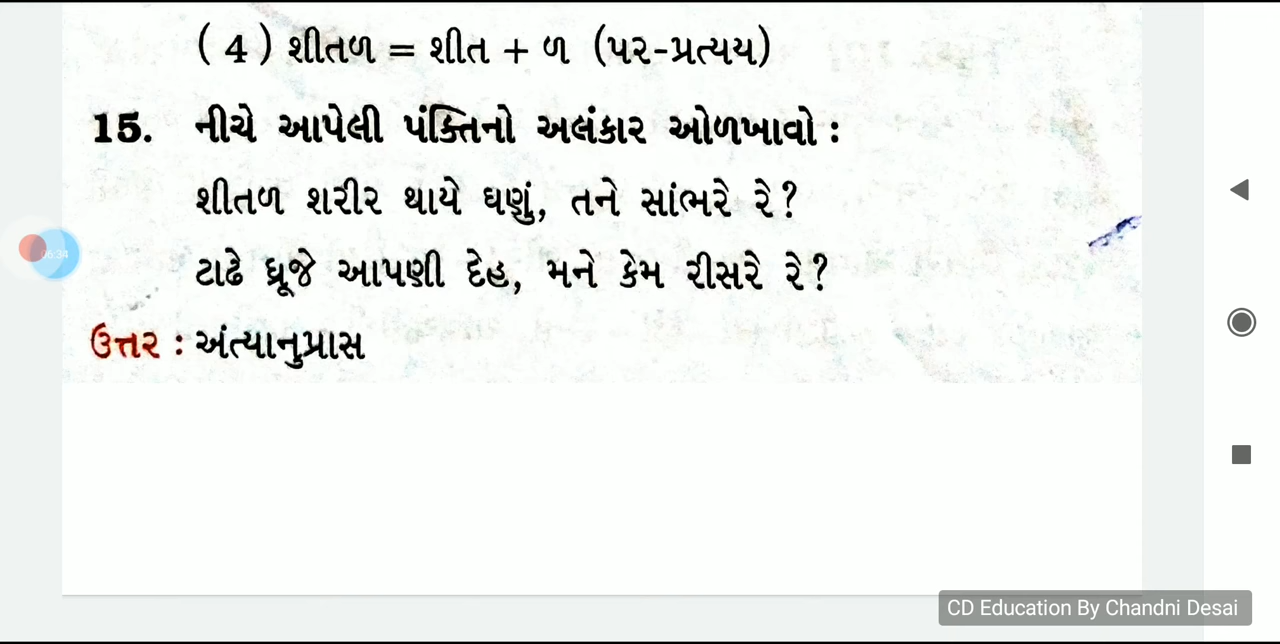 ( 4 ) શીતળ = શીત + ળ (પર-પ્રત્યય)
15. નીચે આપેલી પંક્તિનો અલંકાર ઓળખાવો :
શીતળ શરીર થાયે ઘણું, તને સાંભરે રે?
ટાઢે ધ્રૂજે આપણી દેહ, મને કેમ રીસરે રે?
ઉત્તર : અંત્યાનુપ્રાસ
CD Education By Chandni Desai